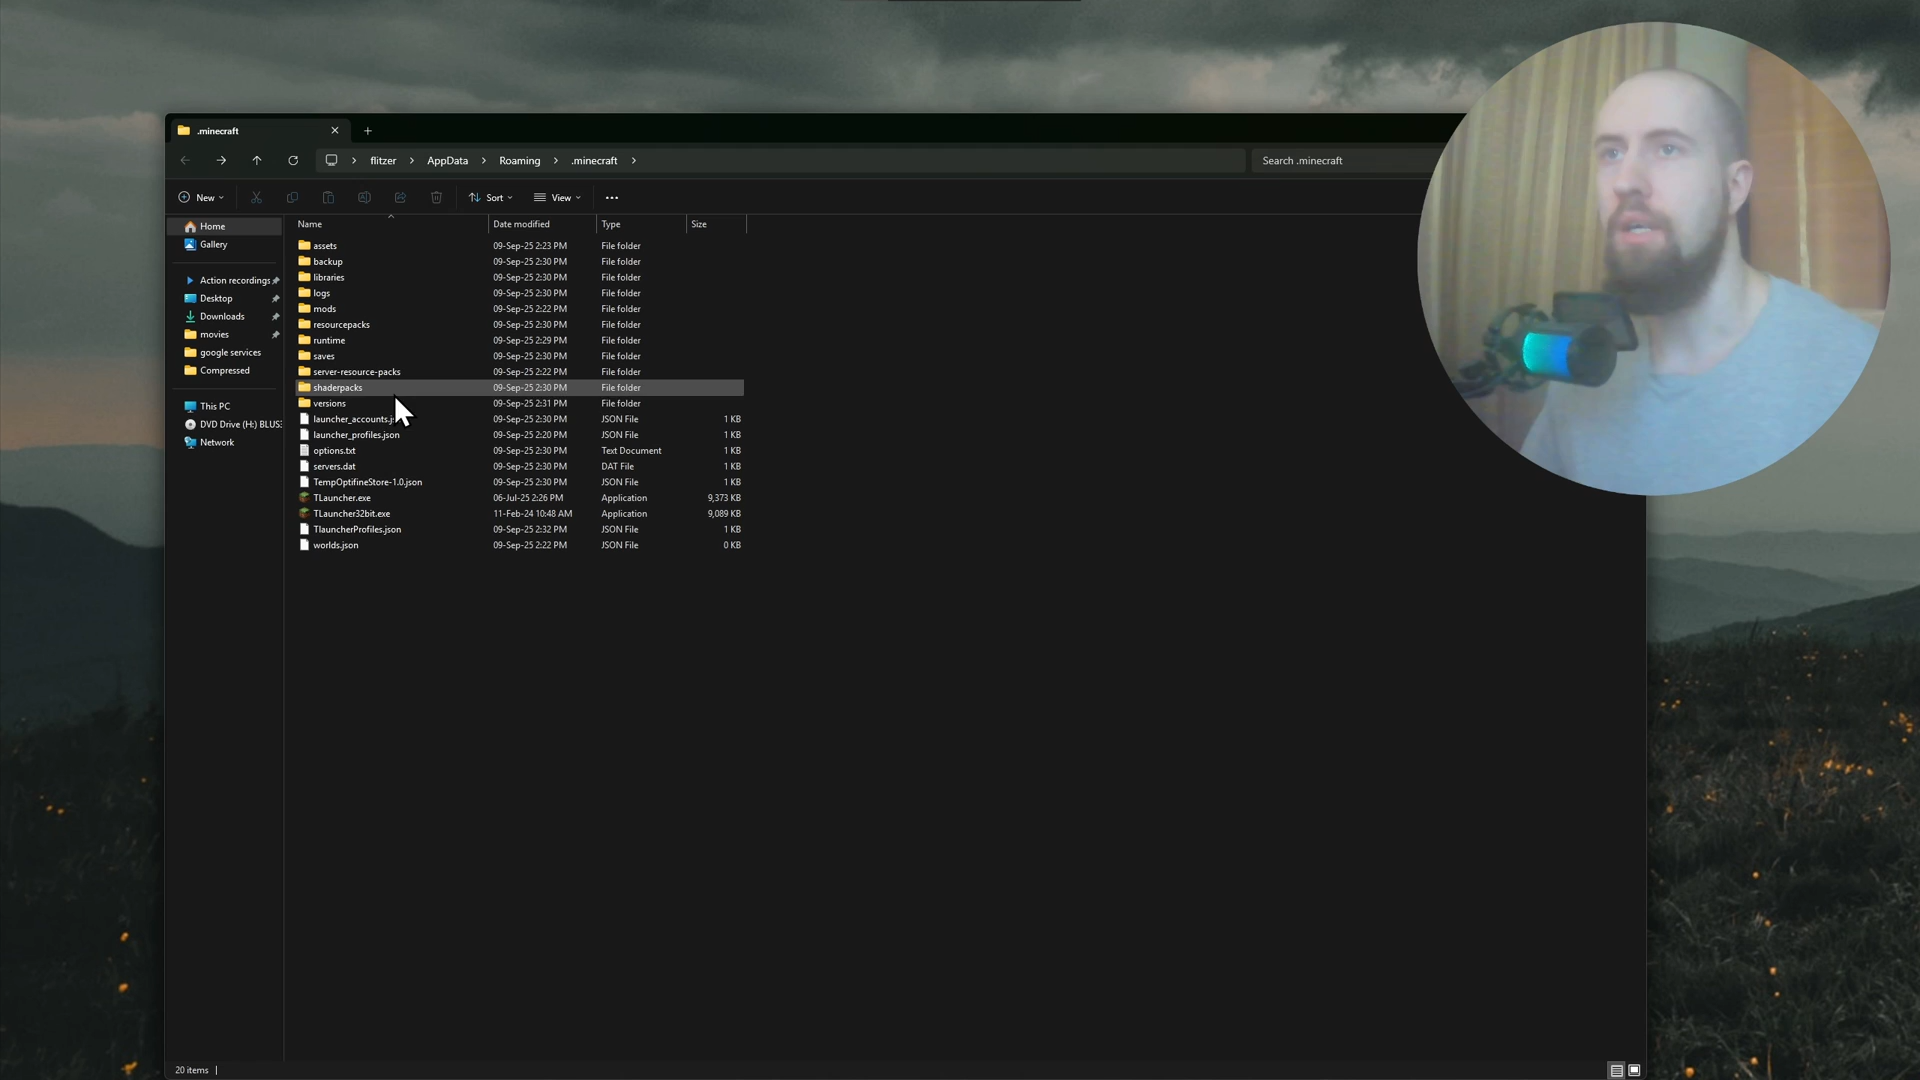 .minecraft
flitzer > AppData > Roaming > .minecraft >
Search .minecraft
New
Sort
View
Name Date modified Type Size
Home
Gallery
Action recordings
Desktop
Downloads
movies
google services
Compressed
This PC
DVD Drive (H:) BLUS3
Network
assets 09-Sep-25 2:23 PM File folder
backup 09-Sep-25 2:30 PM File folder
libraries 09-Sep-25 2:30 PM File folder
logs 09-Sep-25 2:30 PM File folder
mods 09-Sep-25 2:22 PM File folder
resourcepacks 09-Sep-25 2:30 PM File folder
runtime 09-Sep-25 2:29 PM File folder
saves 09-Sep-25 2:30 PM File folder
server-resource-packs 09-Sep-25 2:22 PM File folder
shaderpacks 09-Sep-25 2:30 PM File folder
versions 09-Sep-25 2:31 PM File folder
launcher_accounts.js 09-Sep-25 2:30 PM JSON File 1 KB
launcher_profiles.json 09-Sep-25 2:20 PM JSON File 1 KB
options.txt 09-Sep-25 2:30 PM Text Document 1 KB
servers.dat 09-Sep-25 2:30 PM DAT File 1 KB
TempOptifineStore-1.0.json 09-Sep-25 2:30 PM JSON File 1 KB
TLauncher.exe 06-Jul-25 2:26 PM Application 9,373 KB
TLauncher32bit.exe 11-Feb-24 10:48 AM Application 9,089 KB
TlauncherProfiles.json 09-Sep-25 2:32 PM JSON File 1 KB
worlds.json 09-Sep-25 2:22 PM JSON File 0 KB
20 items